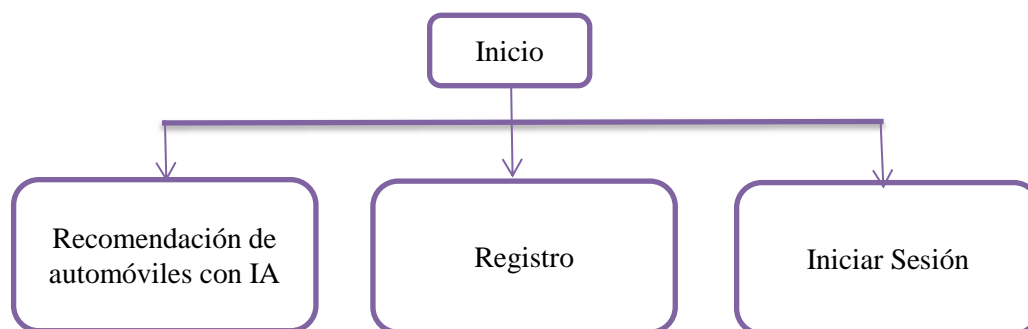 Inicio
Recomendación de
automóviles con IA
Registro
Iniciar Sesión